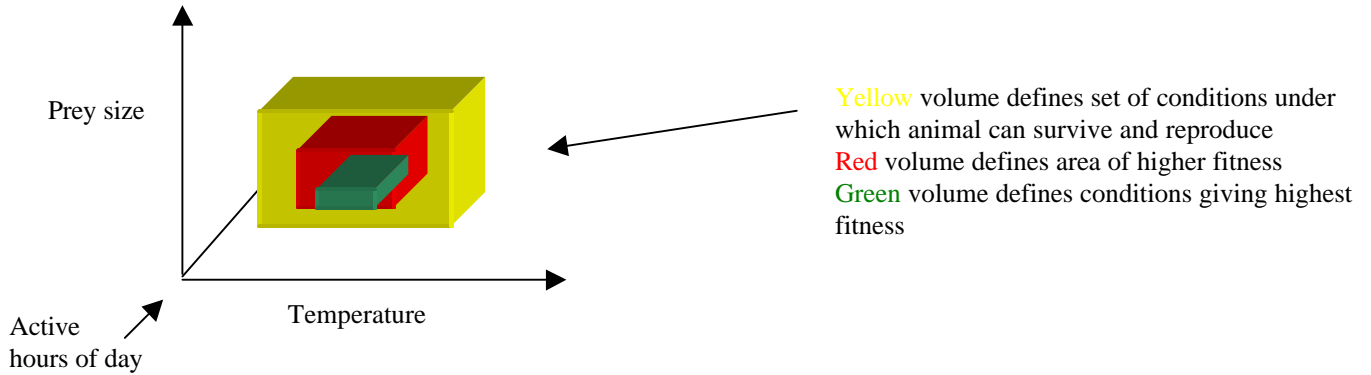 Prey size
Yellow volume defines set of conditions under
which animal can survive and reproduce
Red volume defines area of higher fitness
Green volume defines conditions giving highest
fitness
Temperature
Active
hours of day